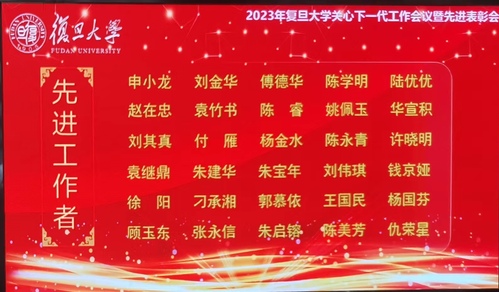 2023年复旦大学关心下一代工作会议暨先进表彰会
复旦大学
FUDAN UNIVERSITY
先进工作者
申小龙 刘金华 傅德华 陈学明 陆优优
赵在忠 袁竹书 陈睿 姚佩玉 华宣积
刘其真 付雁 杨金水 陈永青 许晓明
袁继鼎 朱建华 朱宝年 刘伟琪 钱京娅
徐阳 刁承湘 郭慕依 王国民 杨国芬
顾玉东 张永信 朱启镕 陈美芳 仇荣星